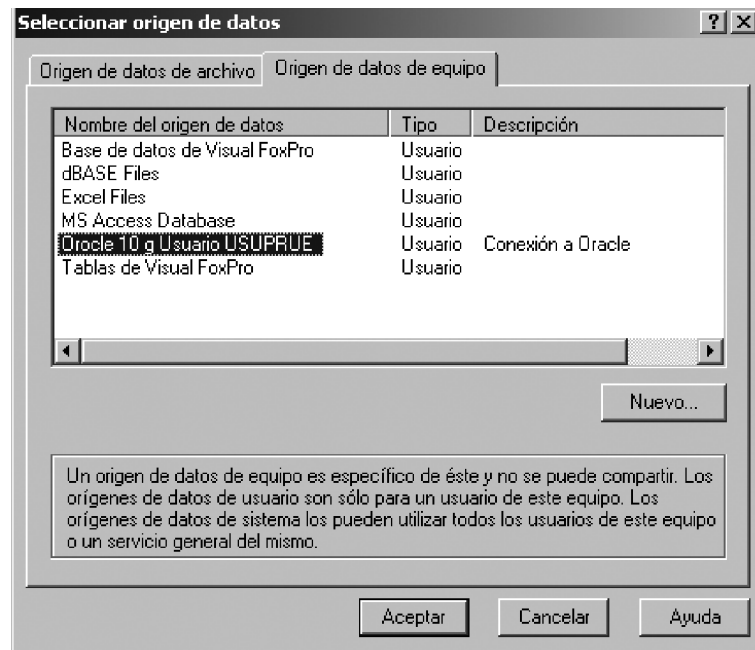 Seleccionar origen de datos
Origen de datos de archivo Origen de datos de equipo
Nombre del origen de datos Tipo Descripción
Base de datos de Visual FoxPro Usuario
dBASE Files Usuario
Excel Files Usuario
MS Access Database Usuario
Orocle 10 g Usuario USUPRUE Usuario Conexión a Oracle
Tablas de Visual FoxPro Usuario
Nuevo...
Un origen de datos de equipo es específico de éste y no se puede compartir. Los
orígenes de datos de usuario son sólo para un usuario de este equipo. Los
orígenes de datos de sistema los pueden utilizar todos los usuarios de este equipo
o un servicio general del mismo.
Aceptar Cancelar Ayuda